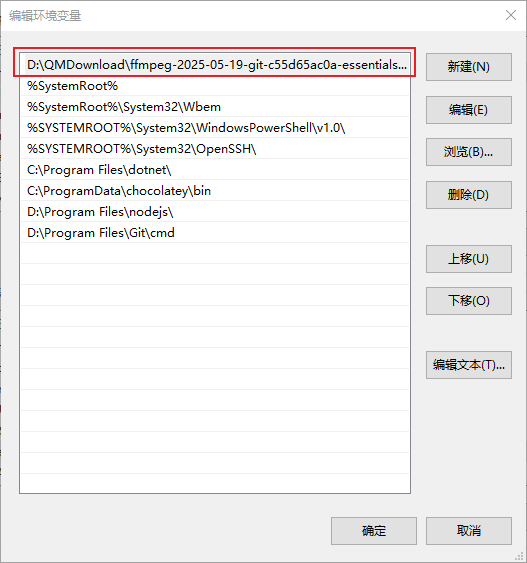 编辑环境变量
D:\QMDownload\ffmpeg-2025-05-19-git-c55d65ac0a-essentials...
%SystemRoot%
%SystemRoot%\System32\Wbem
%SYSTEMROOT%\System32\WindowsPowerShell\v1.0\
%SYSTEMROOT%\System32\OpenSSH\
C:\Program Files\dotnet\
C:\ProgramData\chocolatey\bin
D:\Program Files\nodejs\
D:\Program Files\Git\cmd
新建(N)
编辑(E)
浏览(B)...
删除(D)
上移(U)
下移(O)
编辑文本(T)...
确定
取消